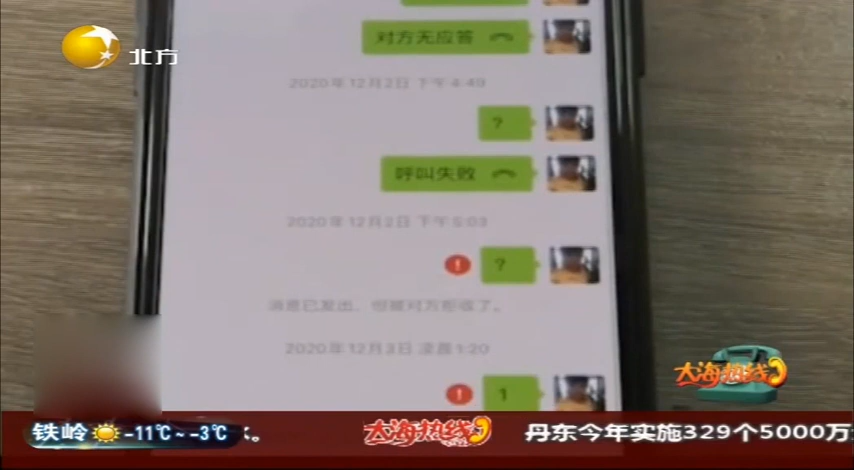 北方
对方无应答
2020年12月2日 下午4:49
?
呼叫失败
2020年12月2日 下午5:03
?
消息已发出，但被对方拒收了。
2020年12月3日 凌晨1:20
1
大海热线
铁岭 -11℃~-3℃
大海热线
丹东今年实施329个5000万